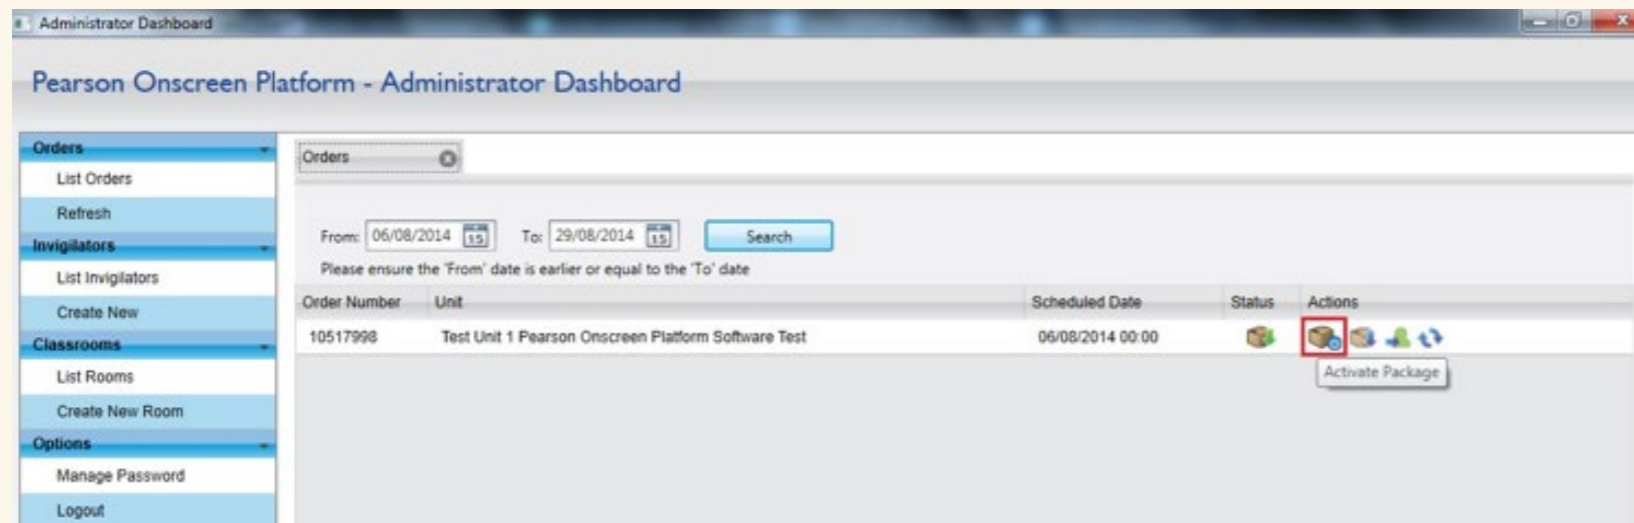 Administrator Dashboard
Pearson Onscreen Platform - Administrator Dashboard
Orders
List Orders
Refresh
Invigilators
List Invigilators
Create New
Classrooms
List Rooms
Create New Room
Options
Manage Password
Logout
Orders
From: 06/08/2014 15 To: 29/08/2014 15 Search
Please ensure the 'From' date is earlier or equal to the 'To' date
Order Number Unit Scheduled Date Status Actions
10517998 Test Unit 1 Pearson Onscreen Platform Software Test 06/08/2014 00:00
Activate Package